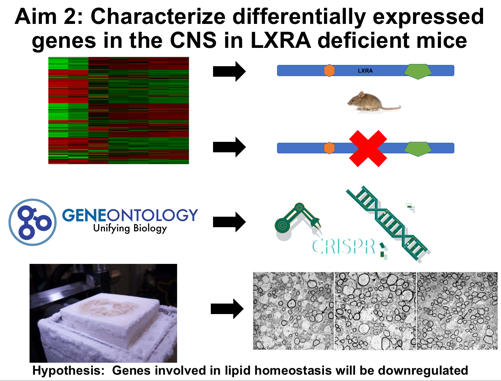 Aim 2: Characterize differentially expressed
genes in the CNS in LXRA deficient mice
LXRA
GENEONTOLOGY
Unifying Biology
CRISPR
Hypothesis: Genes involved in lipid homeostasis will be downregulated